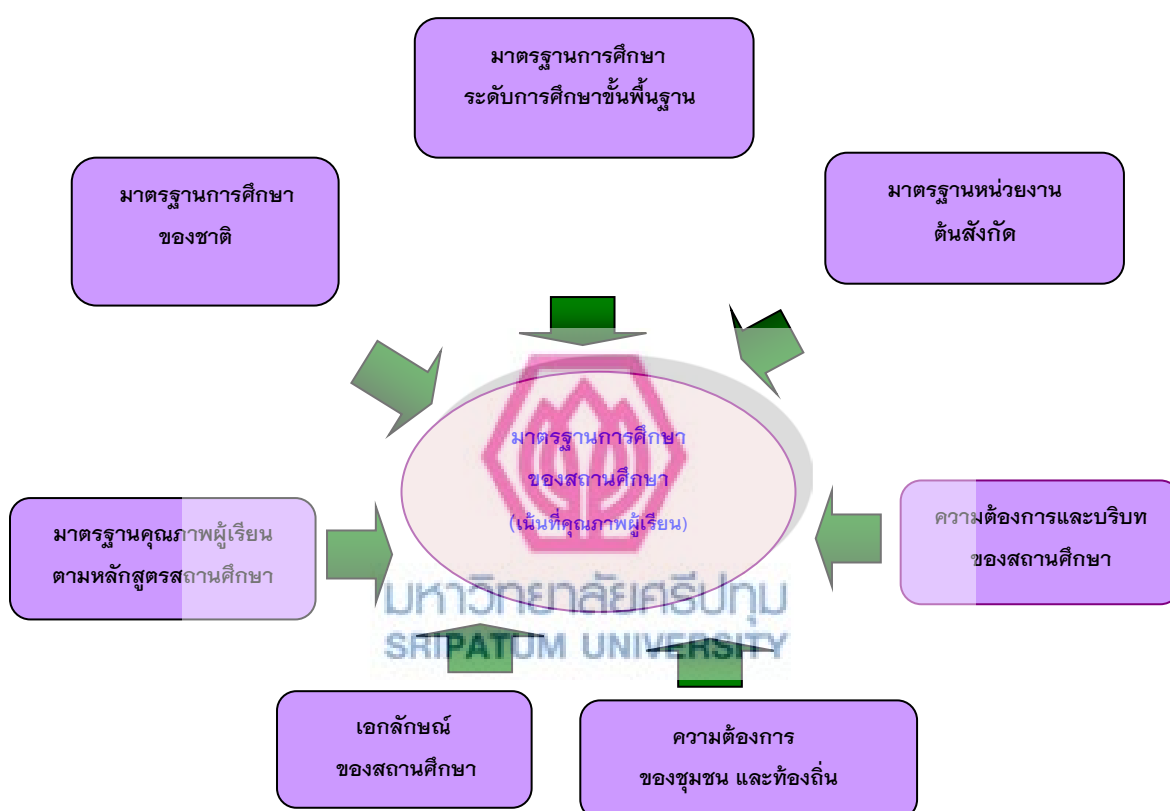 มาตรฐานการศึกษา
ระดับการศึกษาขั้นพื้นฐาน
มาตรฐานการศึกษา
ของชาติ
มาตรฐานหน่วยงาน
ต้นสังกัด
มาตรฐานการศึกษา
ของสถานศึกษา
(เน้นที่คุณภาพผู้เรียน)
มาตรฐานคุณภาพผู้เรียน
ตามหลักสูตรสถานศึกษา
ความต้องการและบริบท
ของสถานศึกษา
มหาวิทยาลัยศรีปทุม
SRIPATUM UNIVERSITY
เอกลักษณ์
ของสถานศึกษา
ความต้องการ
ของชุมชน และท้องถิ่น